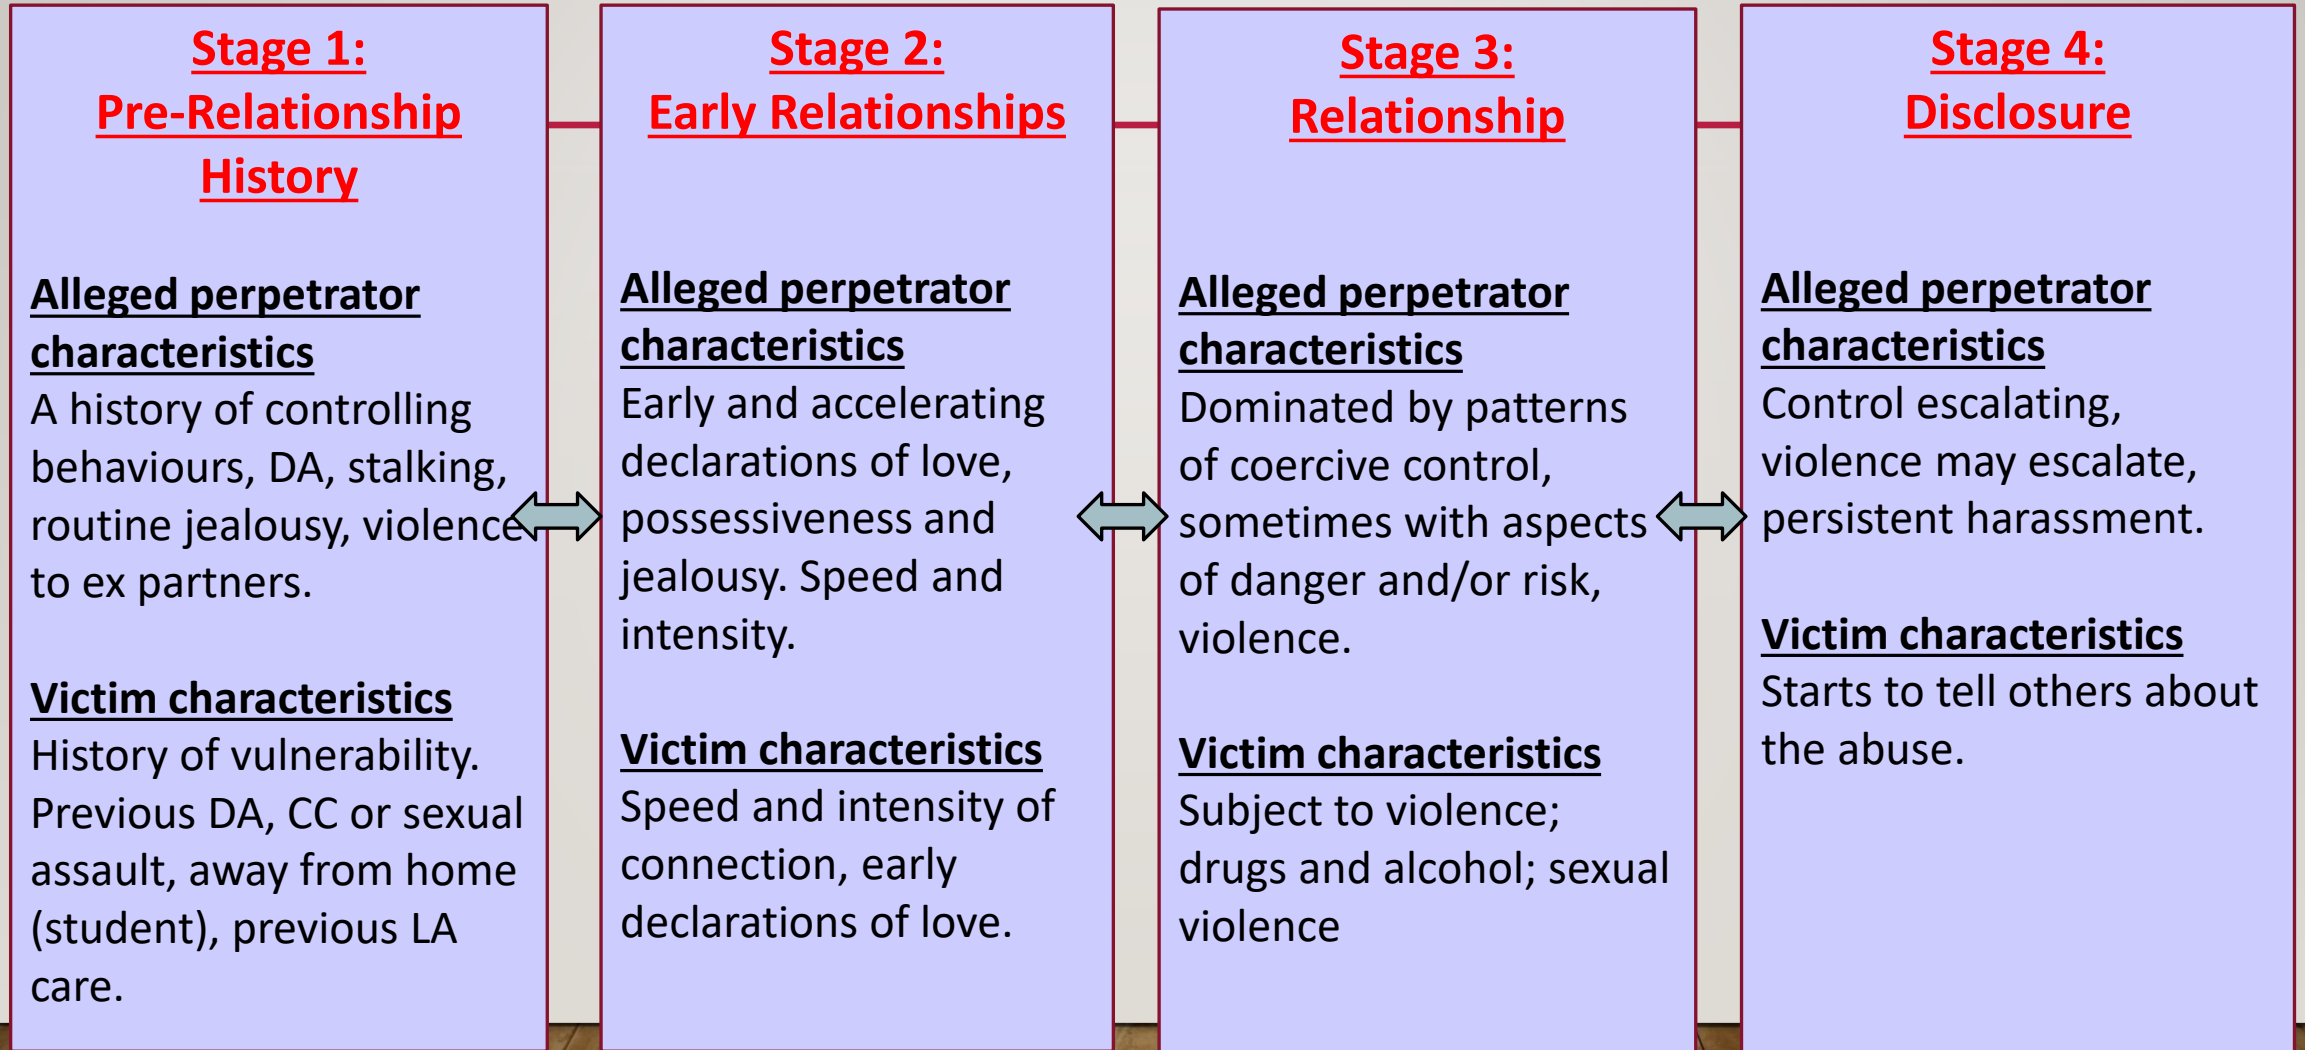 Stage 1:
Pre-Relationship
History
Alleged perpetrator
characteristics
A history of controlling
behaviours, DA, stalking,
routine jealousy, violence
to ex partners.
Victim characteristics
History of vulnerability.
Previous DA, CC or sexual
assault, away from home
(student), previous LA
care.
Stage 2:
Early Relationships
Alleged perpetrator
characteristics
Early and accelerating
declarations of love,
possessiveness and
jealousy. Speed and
intensity.
Victim characteristics
Speed and intensity of
connection, early
declarations of love.
Stage 3:
Relationship
Alleged perpetrator
characteristics
Dominated by patterns
of coercive control,
sometimes with aspects
of danger and/or risk,
violence.
Victim characteristics
Subject to violence;
drugs and alcohol; sexual
violence
Stage 4:
Disclosure
Alleged perpetrator
characteristics
Control escalating,
violence may escalate,
persistent harassment.
Victim characteristics
Starts to tell others about
the abuse.